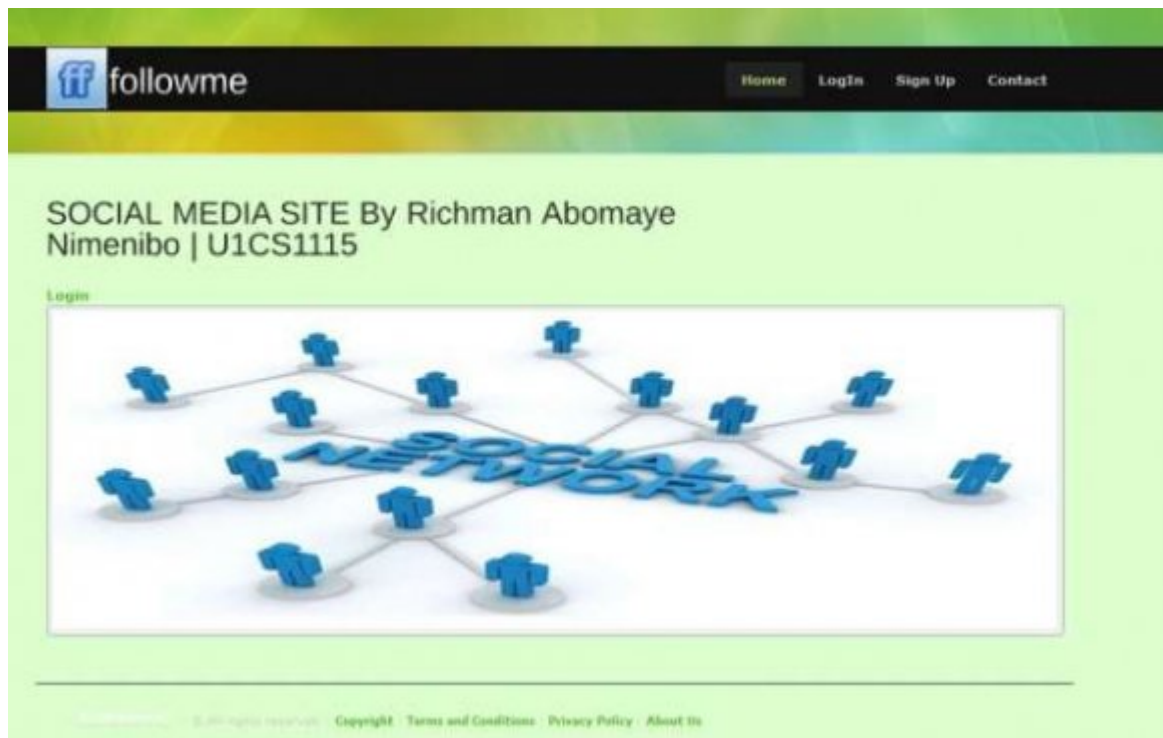 ff followme
Home LogIn Sign Up Contact
SOCIAL MEDIA SITE By Richman Abomaye
Nimenibo | U1CS1115
Login
SOCIAL
NETWORK
Copyright Terms and Conditions Privacy Policy About Us